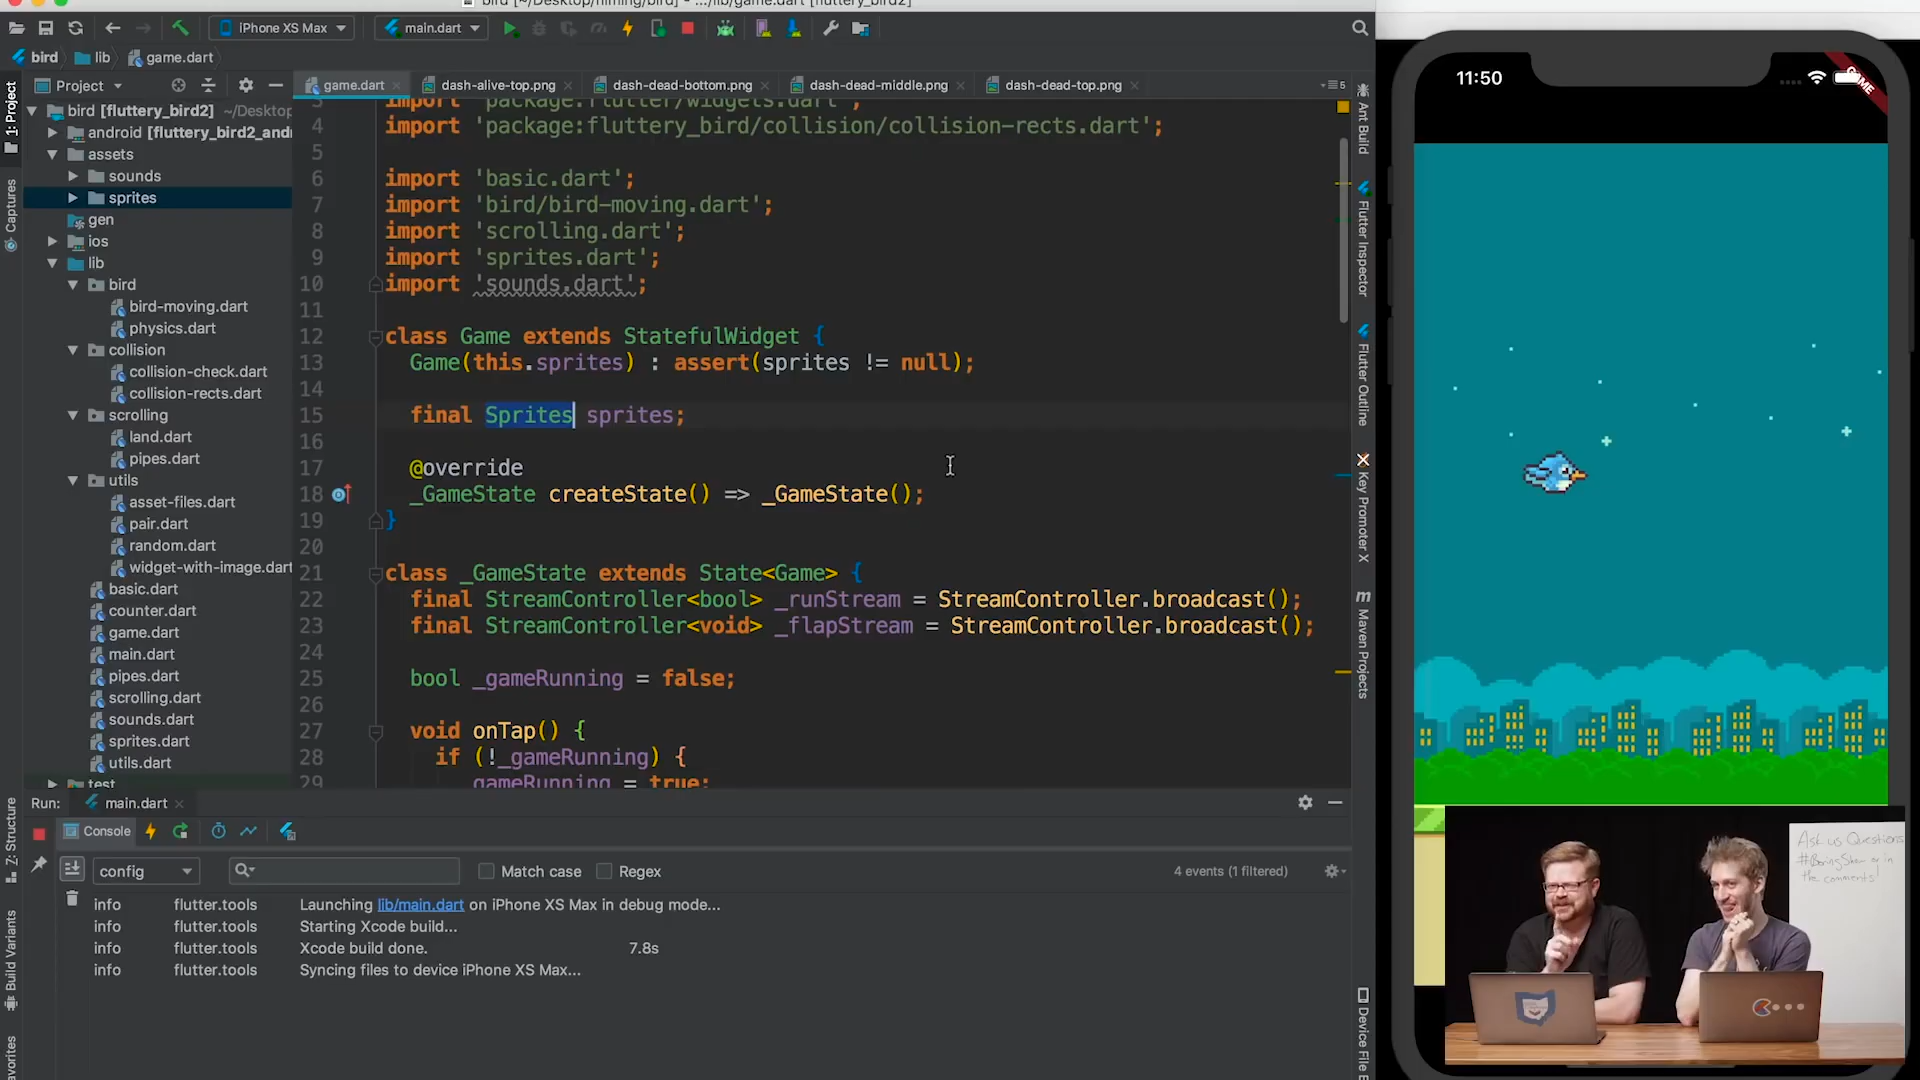 bird [~/Desktop/filming/bird] - .../lib/game.dart [fluttery_bird2]
iPhone XS Max
main.dart
bird
lib
game.dart
Project
game.dart
dash-alive-top.png
dash-dead-bottom.png
dash-dead-middle.png
dash-dead-top.png
5
1: Project
Captures
Z: Structure
Build Variants
bird [fluttery_bird2] ~/Desktop
android [fluttery_bird2_andr
assets
sounds
sprites
gen
ios
lib
bird
bird-moving.dart
physics.dart
collision
collision-check.dart
collision-rects.dart
scrolling
land.dart
pipes.dart
utils
asset-files.dart
pair.dart
random.dart
widget-with-image.dart
basic.dart
counter.dart
game.dart
main.dart
pipes.dart
scrolling.dart
sounds.dart
sprites.dart
utils.dart
test
3 import 'package:flutter/widgets.dart';
4 import 'package:fluttery_bird/collision/collision-rects.dart';
5
6 import 'basic.dart';
7 import 'bird/bird-moving.dart';
8 import 'scrolling.dart';
9 import 'sprites.dart';
10 import 'sounds.dart';
11
12 class Game extends StatefulWidget {
13 Game(this.sprites) : assert(sprites != null);
14
15 final Sprites sprites;
16
17 @override
18 _GameState createState() => _GameState();
19 }
20
21 class _GameState extends State<Game> {
22 final StreamController<bool> _runStream = StreamController.broadcast();
23 final StreamController<void> _flapStream = StreamController.broadcast();
24
25 bool _gameRunning = false;
26
27 void onTap() {
28 if (!_gameRunning) {
29 _gameRunning = true;
Ant Build
Flutter Inspector
Flutter Outline
Key Promoter X
Maven Projects
Device File E
Run: main.dart
Console
config
Match case
Regex
4 events (1 filtered)
info flutter.tools Launching lib/main.dart on iPhone XS Max in debug mode...
info flutter.tools Starting Xcode build...
info flutter.tools Xcode build done. 7.8s
info flutter.tools Syncing files to device iPhone XS Max...
11:50
Ask us Questions
#BoringShow
in
the comments!